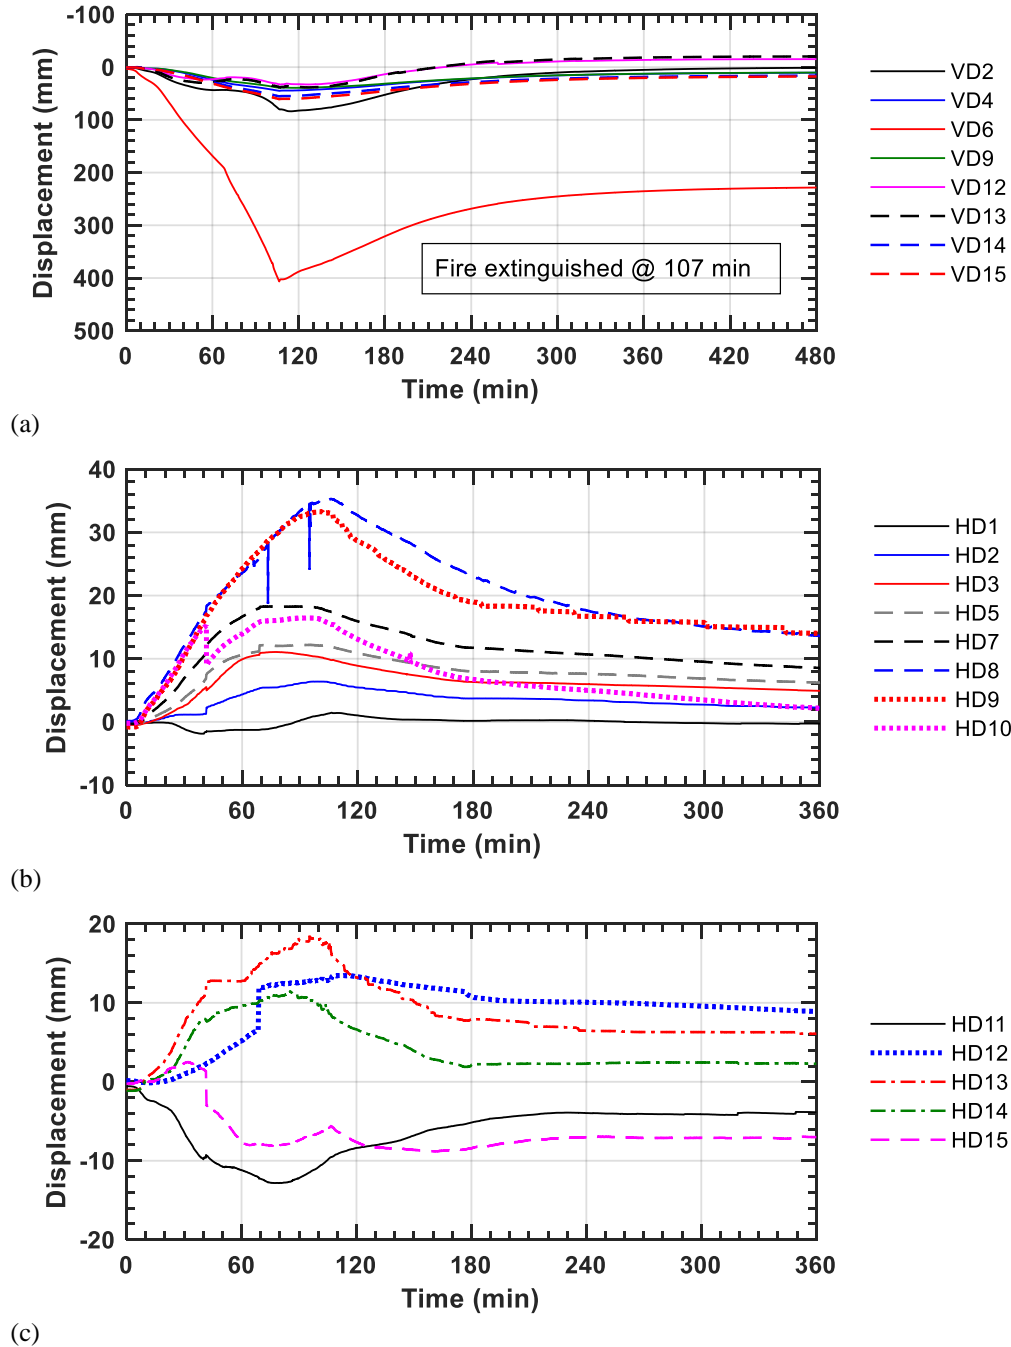 -100
0
100
200
300
400
500
Displacement (mm)
0 60 120 180 240 300 360 420 480
Time (min)
Fire extinguished @ 107 min
VD2
VD4
VD6
VD9
VD12
VD13
VD14
VD15
(a)
40
30
20
10
0
-10
Displacement (mm)
0 60 120 180 240 300 360
Time (min)
HD1
HD2
HD3
HD5
HD7
HD8
HD9
HD10
(b)
20
10
0
-10
-20
Displacement (mm)
0 60 120 180 240 300 360
Time (min)
HD11
HD12
HD13
HD14
HD15
(c)